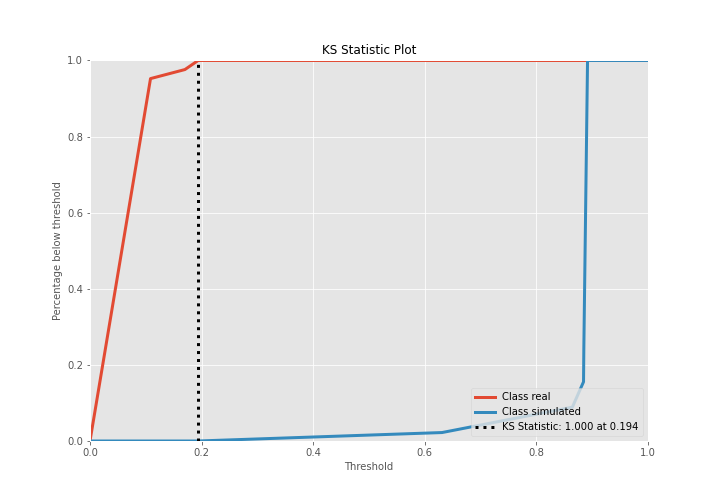 KS Statistic Plot
1.0
0.8
0.6
0.4
0.2
0.0
Percentage below threshold
0.0 0.2 0.4 0.6 0.8 1.0
Threshold
Class real
Class simulated
KS Statistic: 1.000 at 0.194